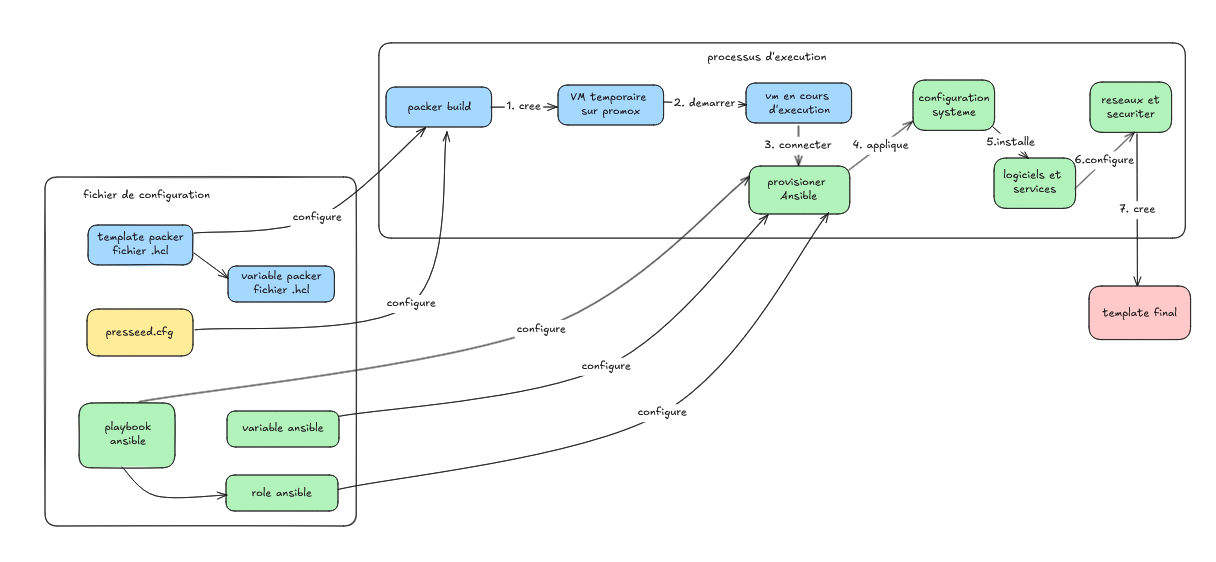 processus d'execution
packer build
1. cree
VM temporaire
sur promox
2. demarrer
vm en cours
d'execution
3. connecter
provisioner
Ansible
4. applique
configuration
systeme
5.installe
logiciels et
services
6.configure
reseaux et
securiter
7. cree
template final
fichier de configuration
template packer
fichier .hcl
configure
variable packer
fichier .hcl
presseed.cfg
configure
playbook
ansible
configure
variable ansible
configure
role ansible
configure